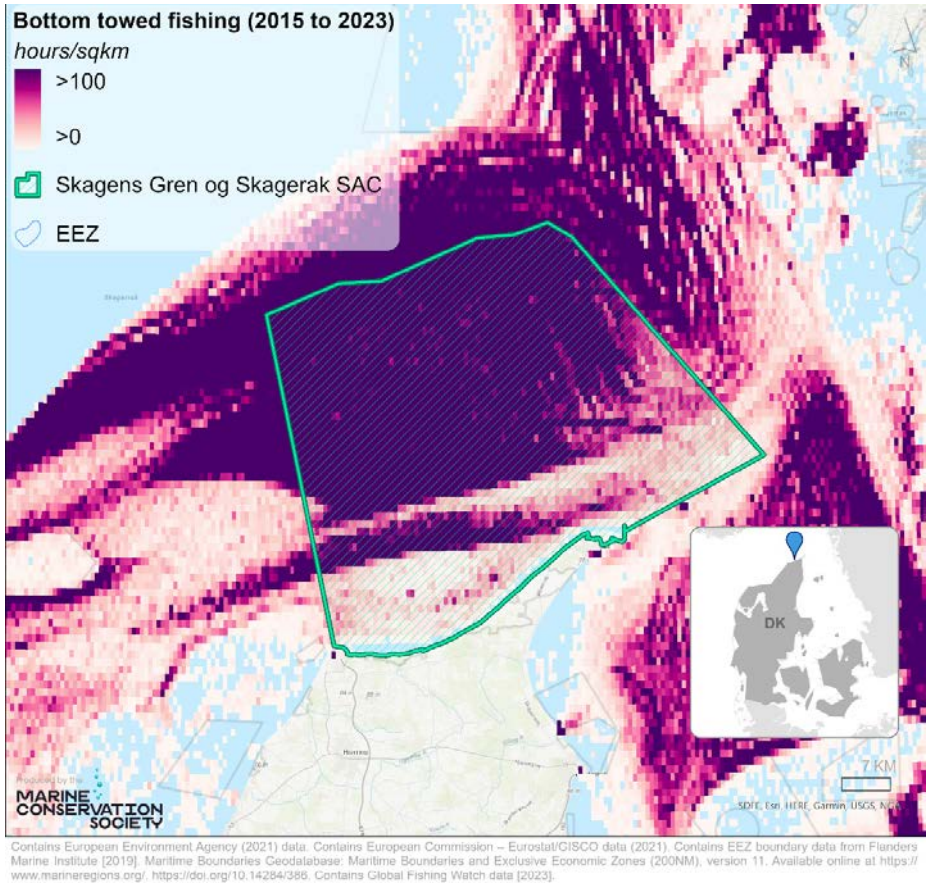 Bottom towed fishing (2015 to 2023)
hours/sqkm
>100
>0
Skagens Gren og Skagerak SAC
EEZ
N
DK
7 KM
SDFE, Esri, HERE, Garmin, USGS, NGA
Produced by the
MARINE
CONSERVATION
SOCIETY
Contains European Environment Agency (2021) data. Contains European Commission – Eurostat/GISCO data (2021). Contains EEZ boundary data from Flanders
Marine Institute [2019]. Maritime Boundaries Geodatabase: Maritime Boundaries and Exclusive Economic Zones (200NM), version 11. Available online at https://
www.marineregions.org/. https://doi.org/10.14284/386. Contains Global Fishing Watch data [2023].